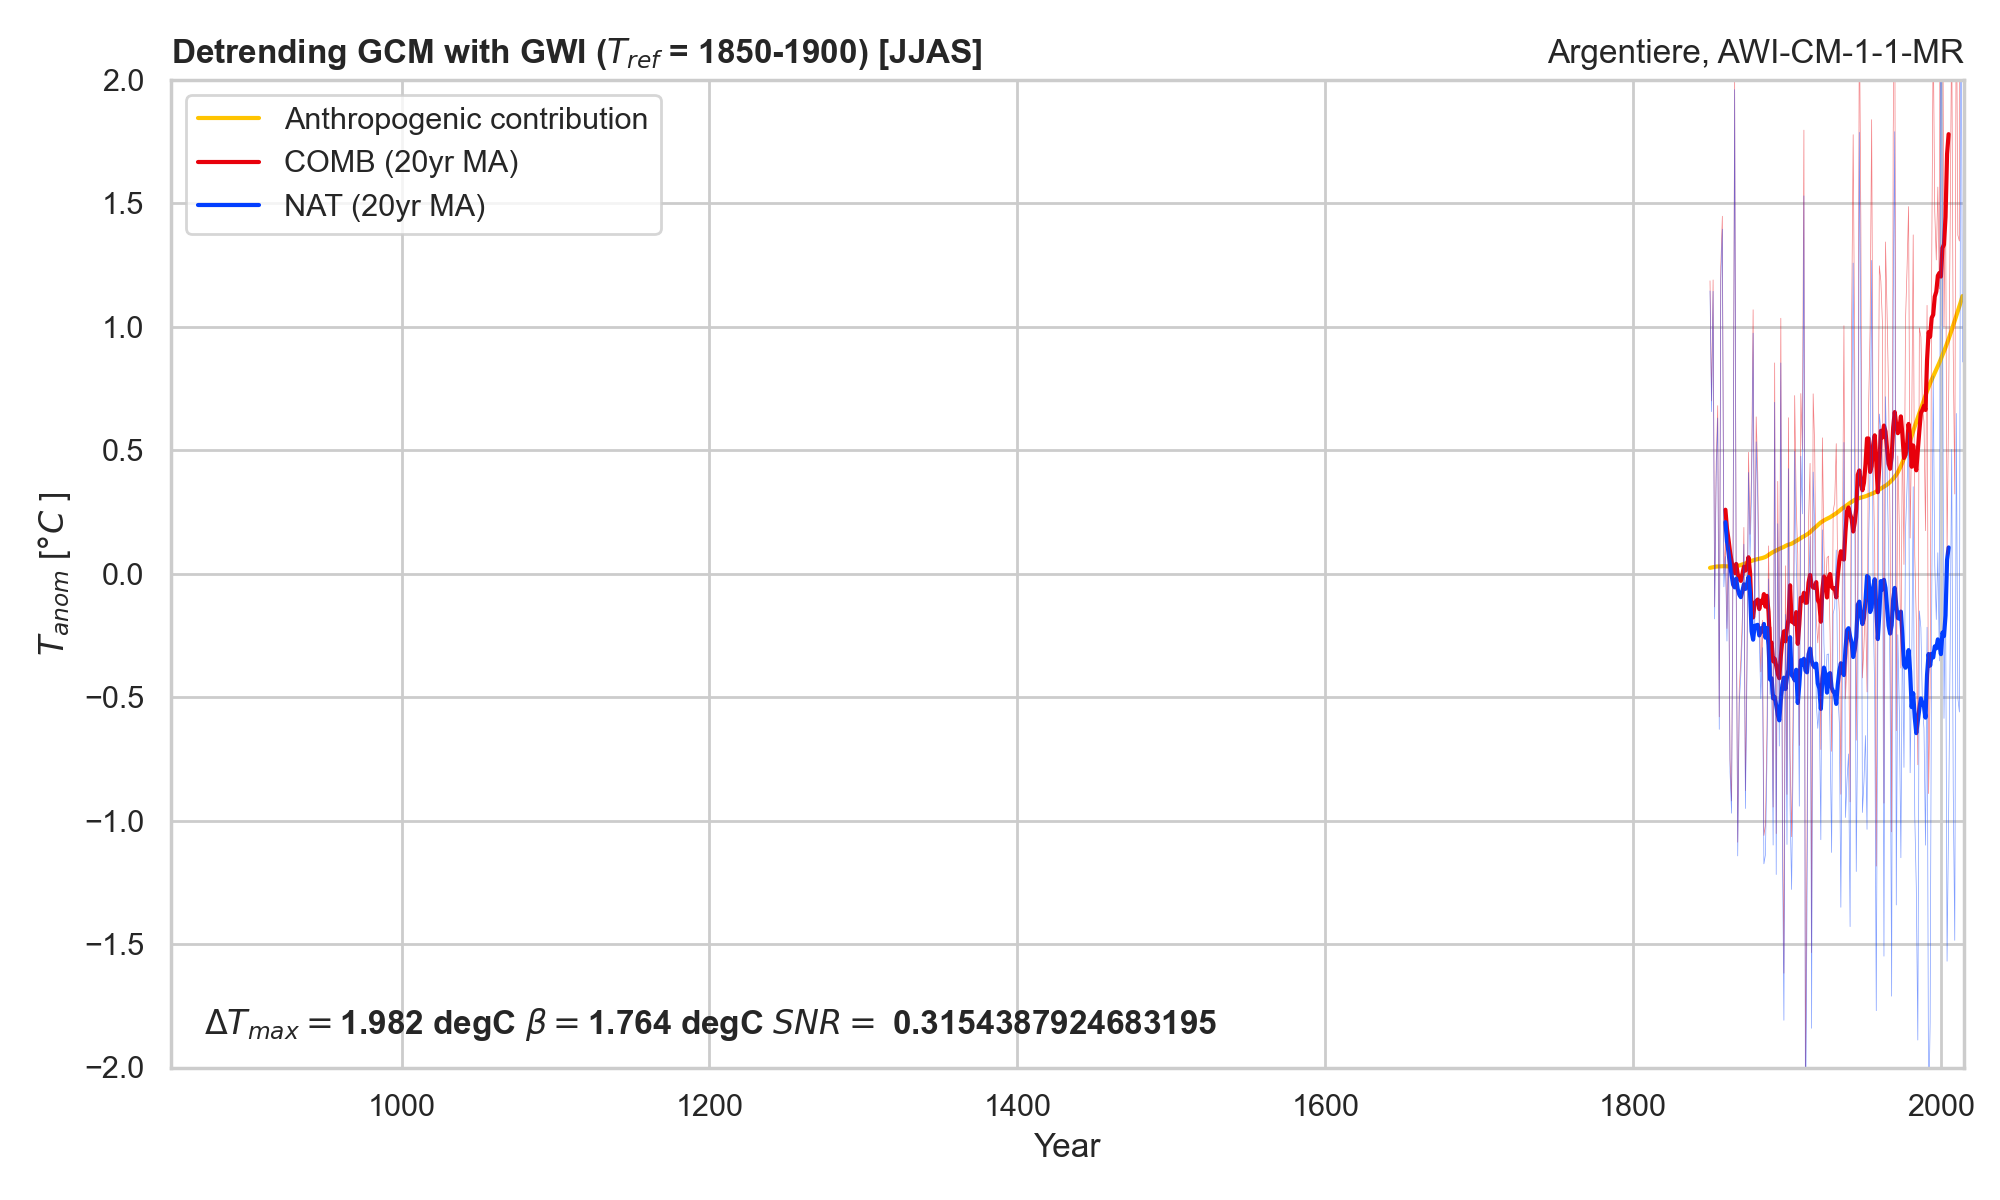 Detrending GCM with GWI (T_ref = 1850-1900) [JJAS]
Argentiere, AWI-CM-1-1-MR
2.0
1.5
1.0
0.5
0.0
−0.5
−1.0
−1.5
−2.0
T_anom [°C]
Anthropogenic contribution
COMB (20yr MA)
NAT (20yr MA)
ΔT_max = 1.982 degC β = 1.764 degC SNR = 0.3154387924683195
1000 1200 1400 1600 1800 2000
Year